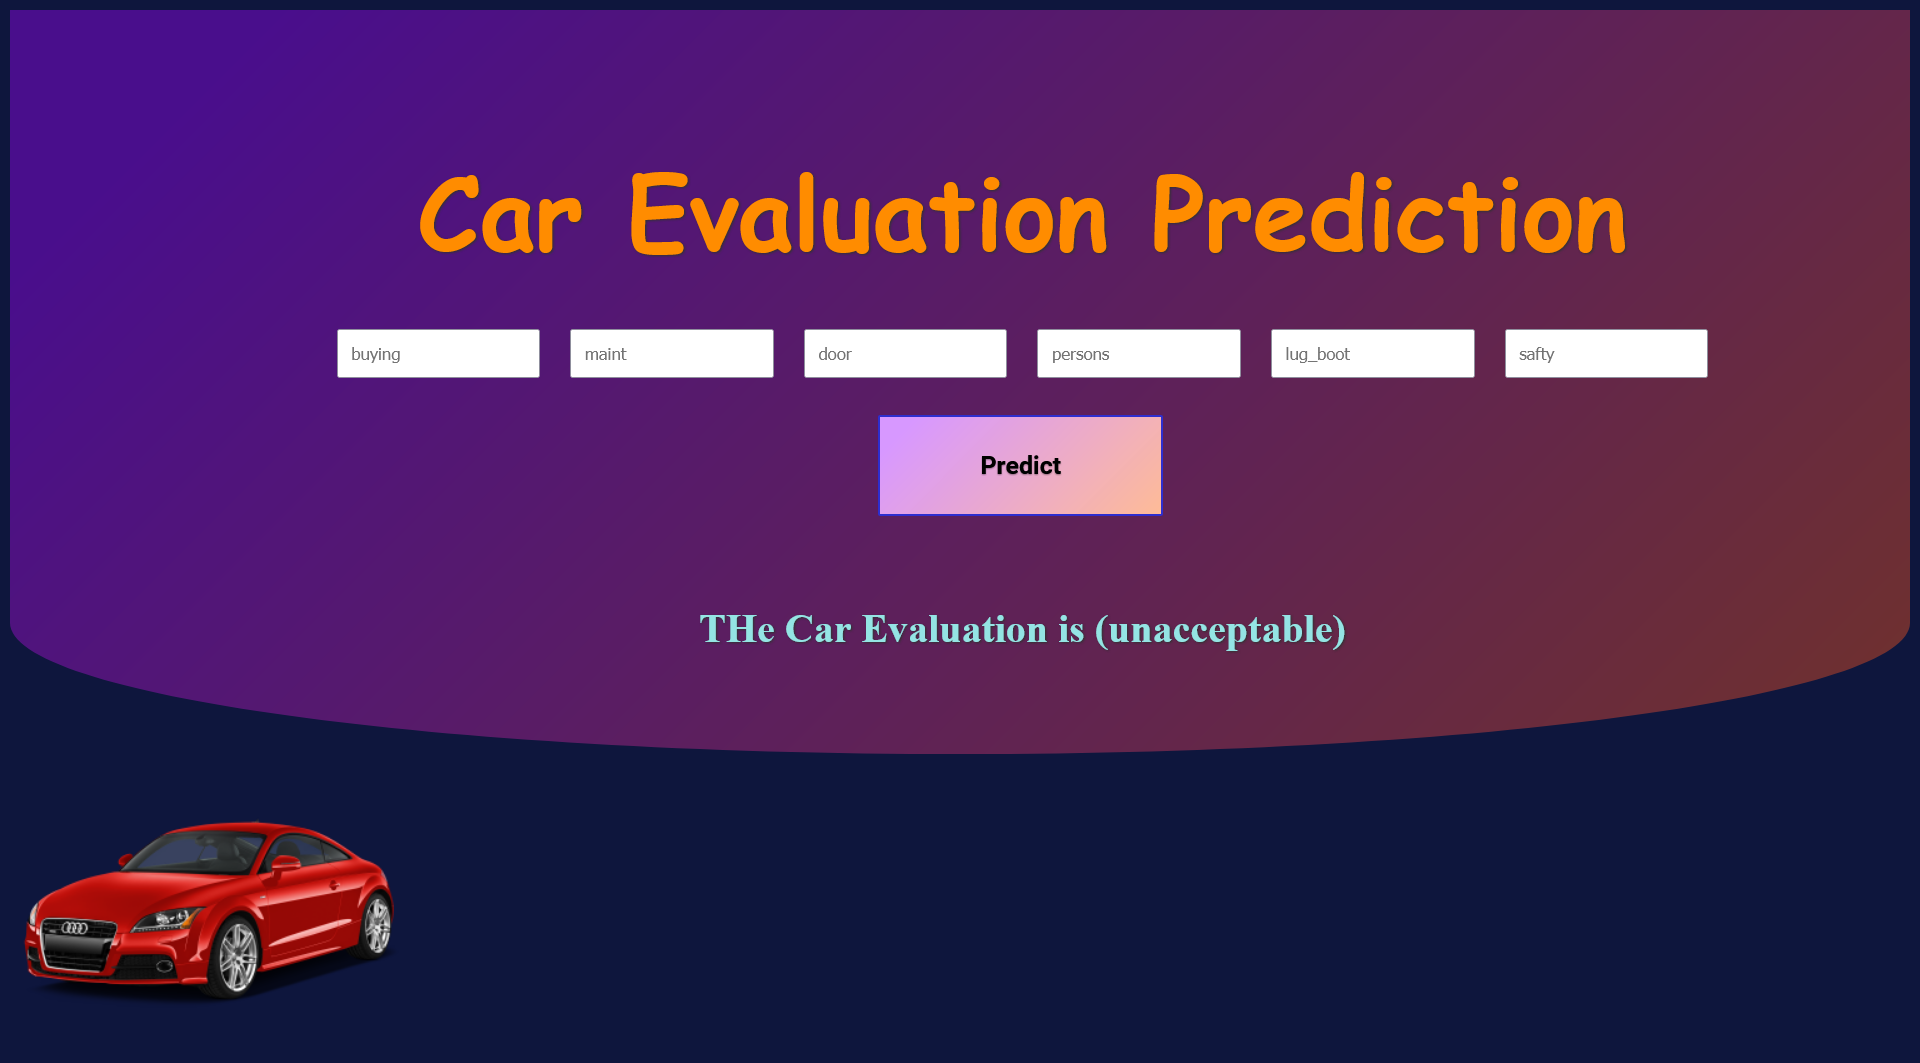 Car Evaluation Prediction
buying maint door persons lug_boot safty
Predict
THe Car Evaluation is (unacceptable)